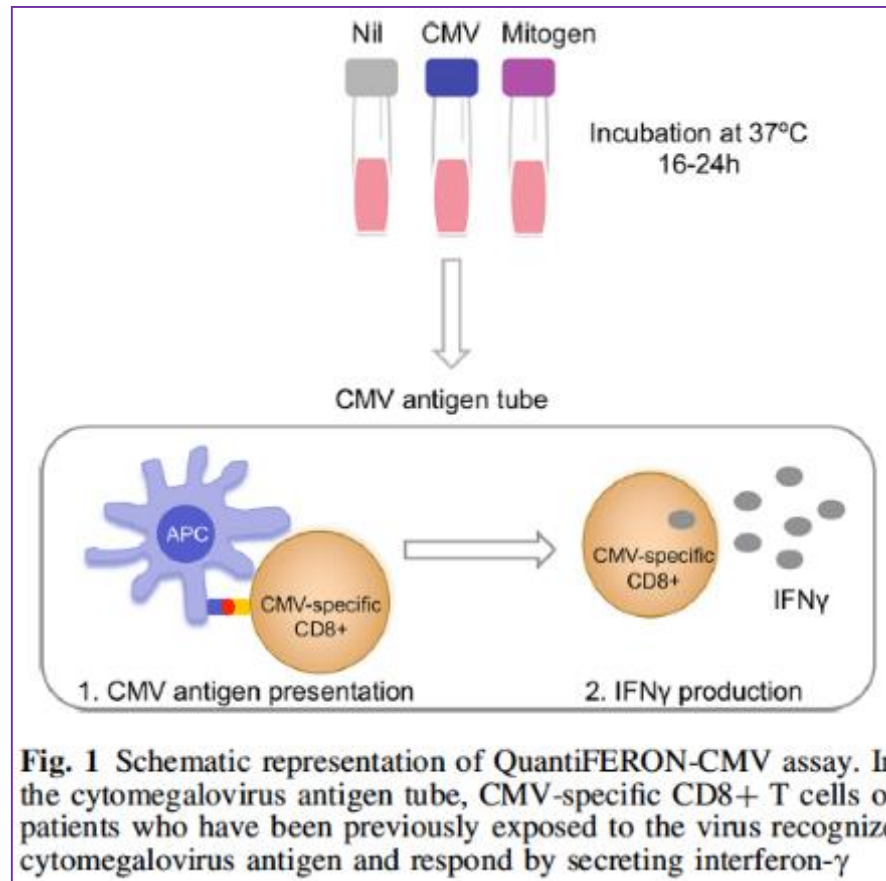 Nil CMV Mitogen
Incubation at 37ºC
16-24h
CMV antigen tube
APC
CMV-specific
CD8+
CMV-specific
CD8+
IFNγ
1. CMV antigen presentation 2. IFNγ production
Fig. 1 Schematic representation of QuantiFERON-CMV assay. In
the cytomegalovirus antigen tube, CMV-specific CD8+ T cells
patients who have been previously exposed to the virus recognize
cytomegalovirus antigen and respond by secreting interferon-γ